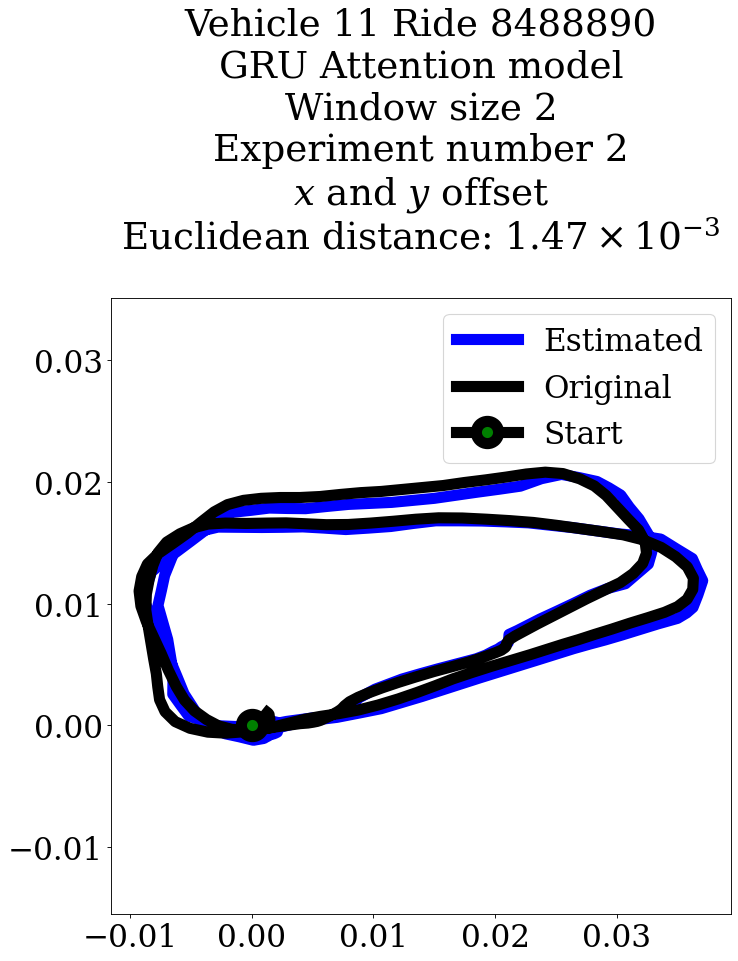 Vehicle 11 Ride 8488890
GRU Attention model
Window size 2
Experiment number 2
x and y offset
Euclidean distance: 1.47 × 10⁻³
Estimated
Original
Start
0.03
0.02
0.01
0.00
−0.01
−0.01 0.00 0.01 0.02 0.03